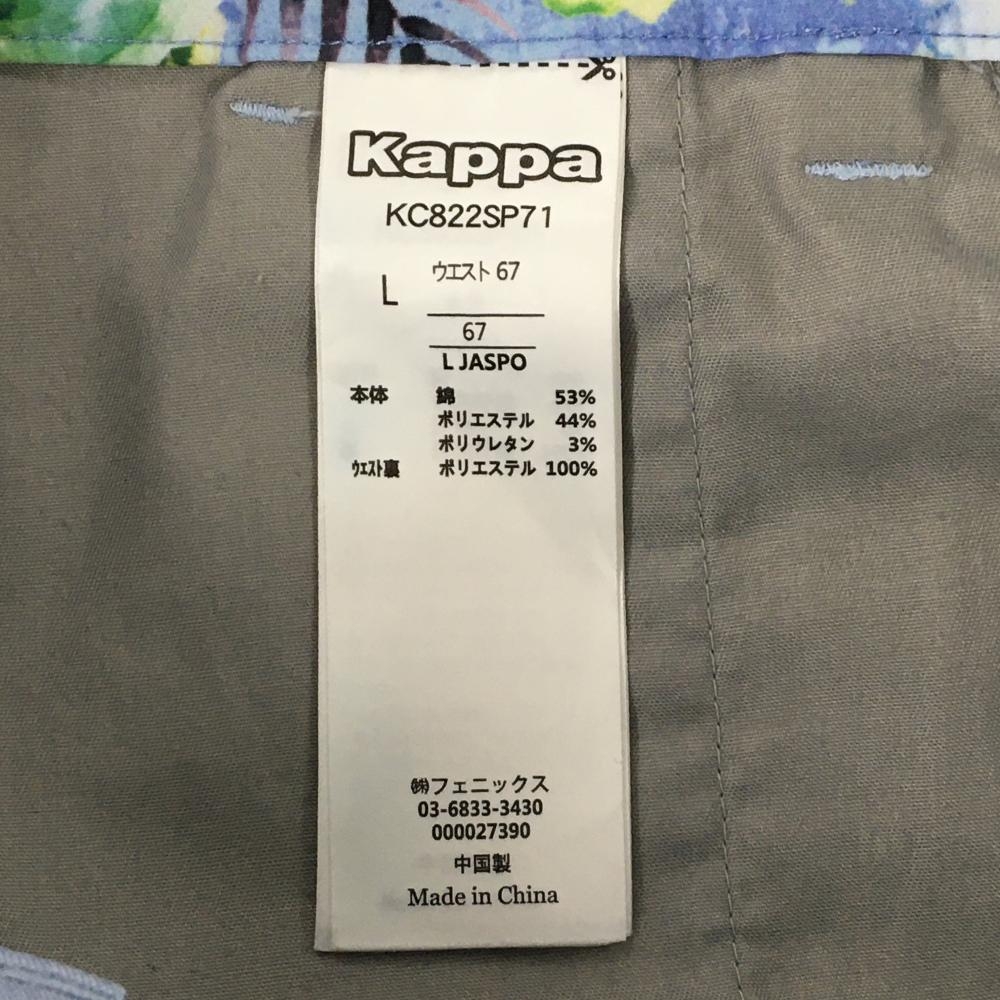 Kappa
KC822SP71
L ウエスト 67
67
L JASPO
本体 綿 53%
ポリエステル 44%
ポリウレタン 3%
ウエスト裏 ポリエステル 100%
㈱フェニックス
03-6833-3430
000027390
中国製
Made in China